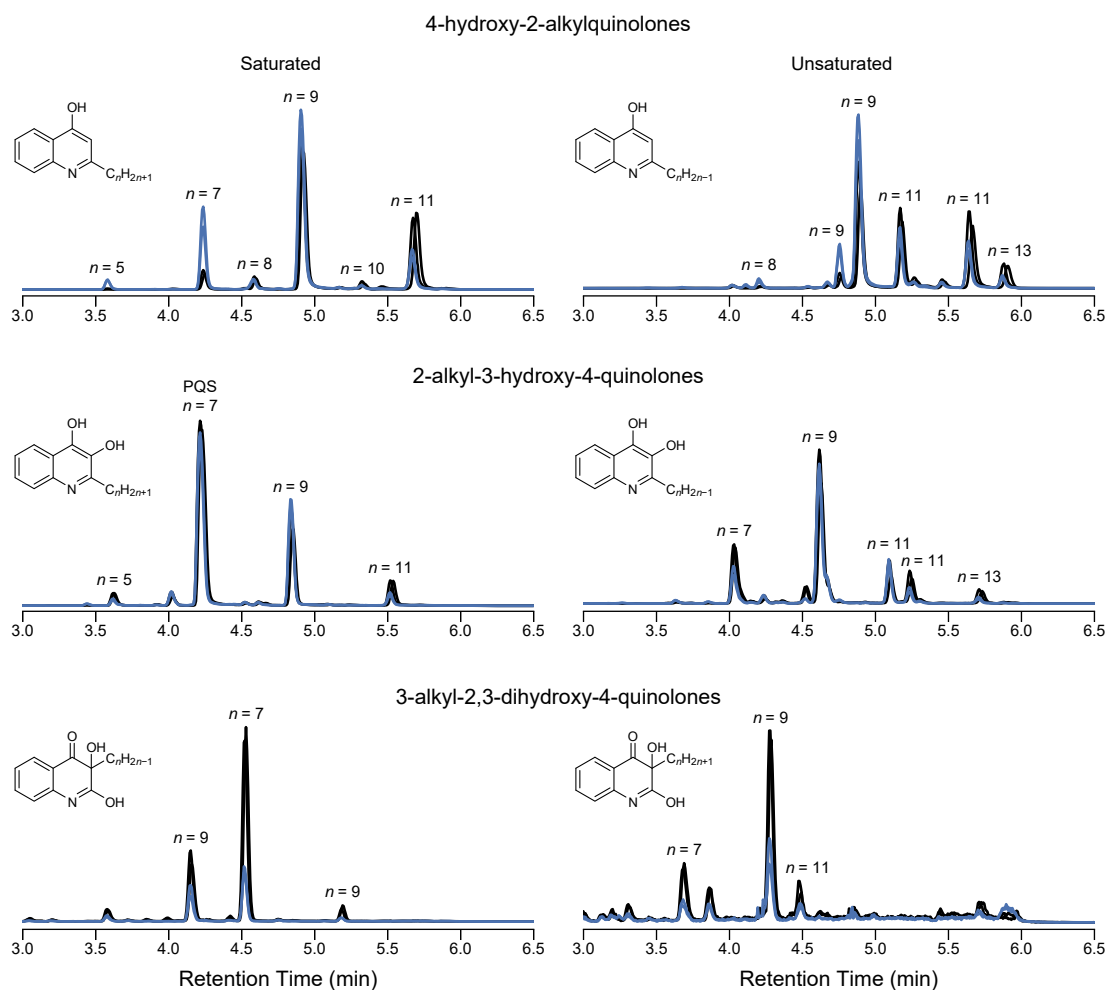 4-hydroxy-2-alkylquinolones
Saturated
Unsaturated
OH
N
CnH2n+1
n = 5
n = 7
n = 8
n = 9
n = 10
n = 11
3.0 3.5 4.0 4.5 5.0 5.5 6.0 6.5
OH
N
CnH2n−1
n = 8
n = 9
n = 9
n = 11
n = 11
n = 13
3.0 3.5 4.0 4.5 5.0 5.5 6.0 6.5
2-alkyl-3-hydroxy-4-quinolones
OH
OH
N
CnH2n+1
n = 5
PQS
n = 7
n = 9
n = 11
3.0 3.5 4.0 4.5 5.0 5.5 6.0 6.5
OH
OH
N
CnH2n−1
n = 7
n = 9
n = 11
n = 11
n = 13
3.0 3.5 4.0 4.5 5.0 5.5 6.0 6.5
3-alkyl-2,3-dihydroxy-4-quinolones
O
OH
CnH2n−1
N
OH
n = 9
n = 7
n = 9
3.0 3.5 4.0 4.5 5.0 5.5 6.0 6.5
Retention Time (min)
O
OH
CnH2n+1
N
OH
n = 7
n = 9
n = 11
3.0 3.5 4.0 4.5 5.0 5.5 6.0 6.5
Retention Time (min)